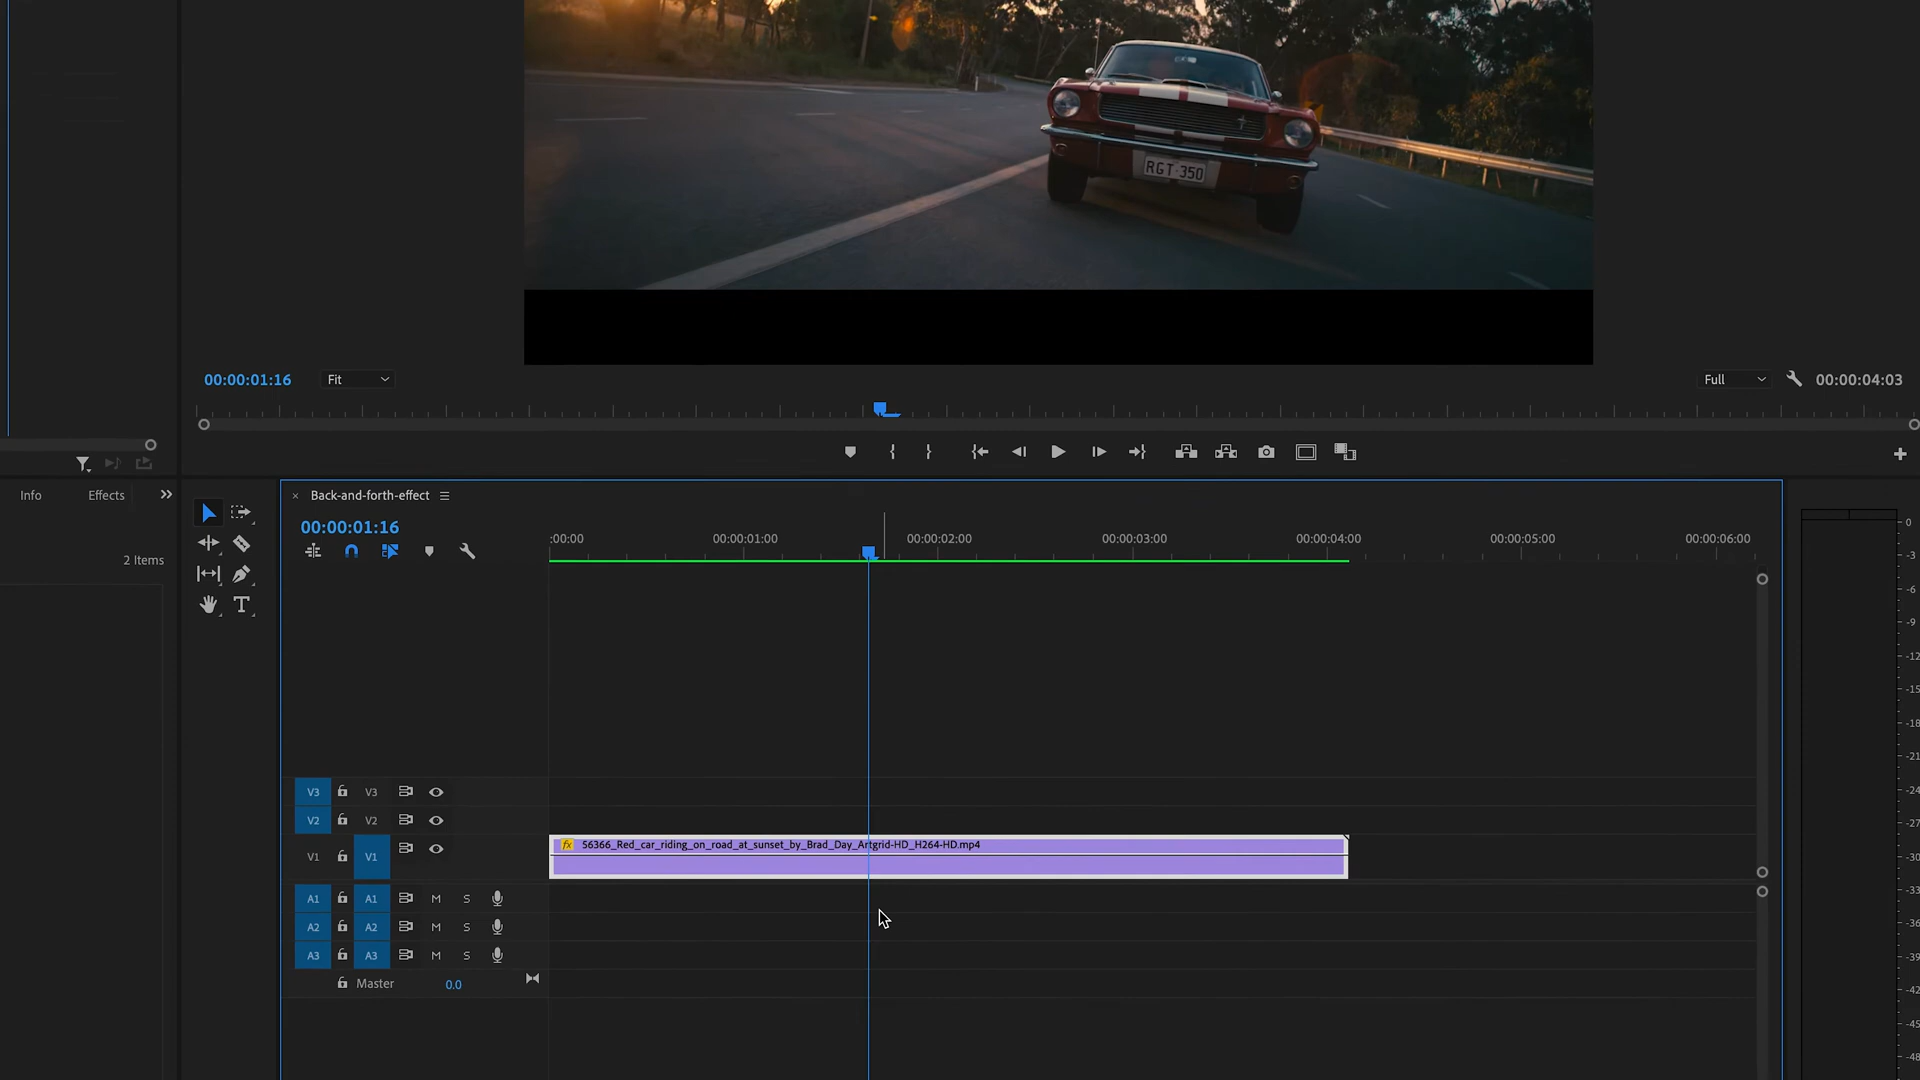 RGT·350
00:00:01:16
Fit
Full
00:00:04:03
Info
Effects
Back-and-forth-effect
00:00:01:16
:00:00
00:00:01:00
00:00:02:00
00:00:03:00
00:00:04:00
00:00:05:00
00:00:06:00
2 Items
0
-3
-6
-9
-12
-15
-18
-21
-24
-27
-30
-33
-36
-39
-42
-45
-48
V3 V3
V2 V2
fx 56366_Red_car_riding_on_road_at_sunset_by_Brad_Day_Artgrid-HD_H264-HD.mp4
V1 V1
A1 A1 M S
A2 A2 M S
A3 A3 M S
Master 0.0